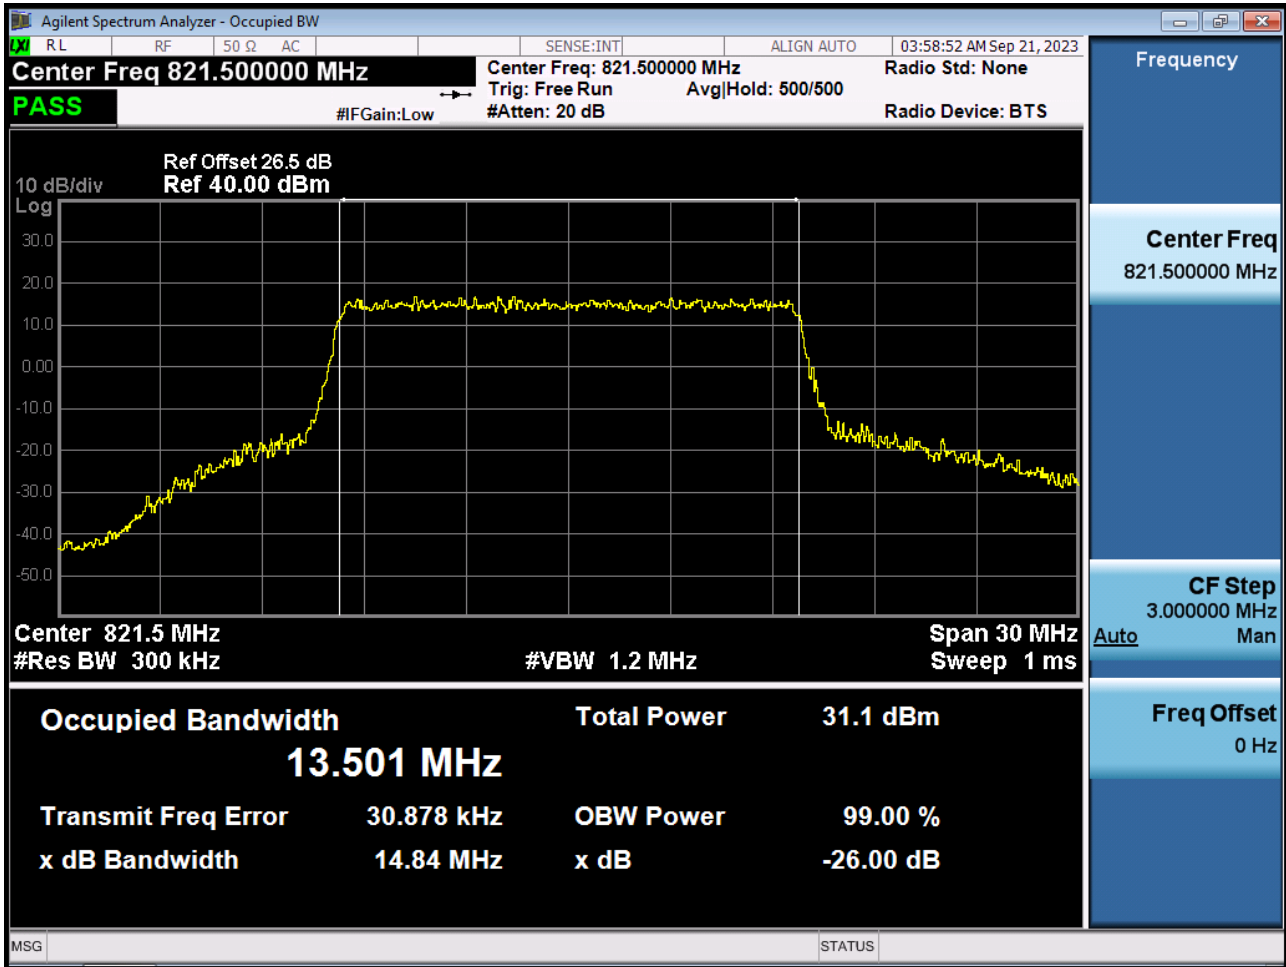 Agilent Spectrum Analyzer - Occupied BW
LXI RL RF 50 Ω AC SENSE:INT ALIGN AUTO 03:58:52 AM Sep 21, 2023
Center Freq 821.500000 MHz
PASS
#IFGain:Low
Center Freq: 821.500000 MHz
Trig: Free Run Avg|Hold: 500/500
#Atten: 20 dB
Radio Std: None
Radio Device: BTS
Ref Offset 26.5 dB
10 dB/div Ref 40.00 dBm
Log
30.0
20.0
10.0
0.00
-10.0
-20.0
-30.0
-40.0
-50.0
Center 821.5 MHz Span 30 MHz
#Res BW 300 kHz #VBW 1.2 MHz Sweep 1 ms
Occupied Bandwidth Total Power 31.1 dBm
13.501 MHz
Transmit Freq Error 30.878 kHz OBW Power 99.00 %
x dB Bandwidth 14.84 MHz x dB -26.00 dB
MSG STATUS
Frequency
Center Freq
821.500000 MHz
CF Step
3.000000 MHz
Auto Man
Freq Offset
0 Hz